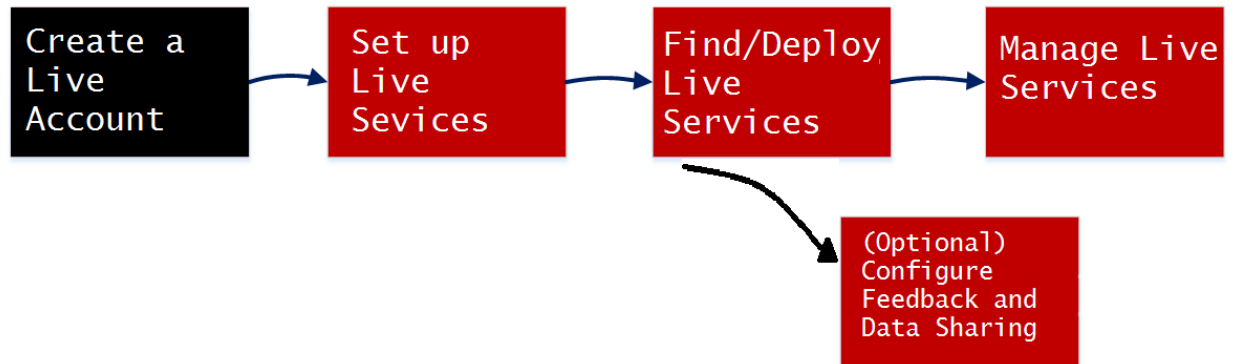 Create a
Live
Account
Set up
Live
Sevices
Find/Deploy
Live
Services
Manage Live
Services
(Optional)
Configure
Feedback and
Data Sharing